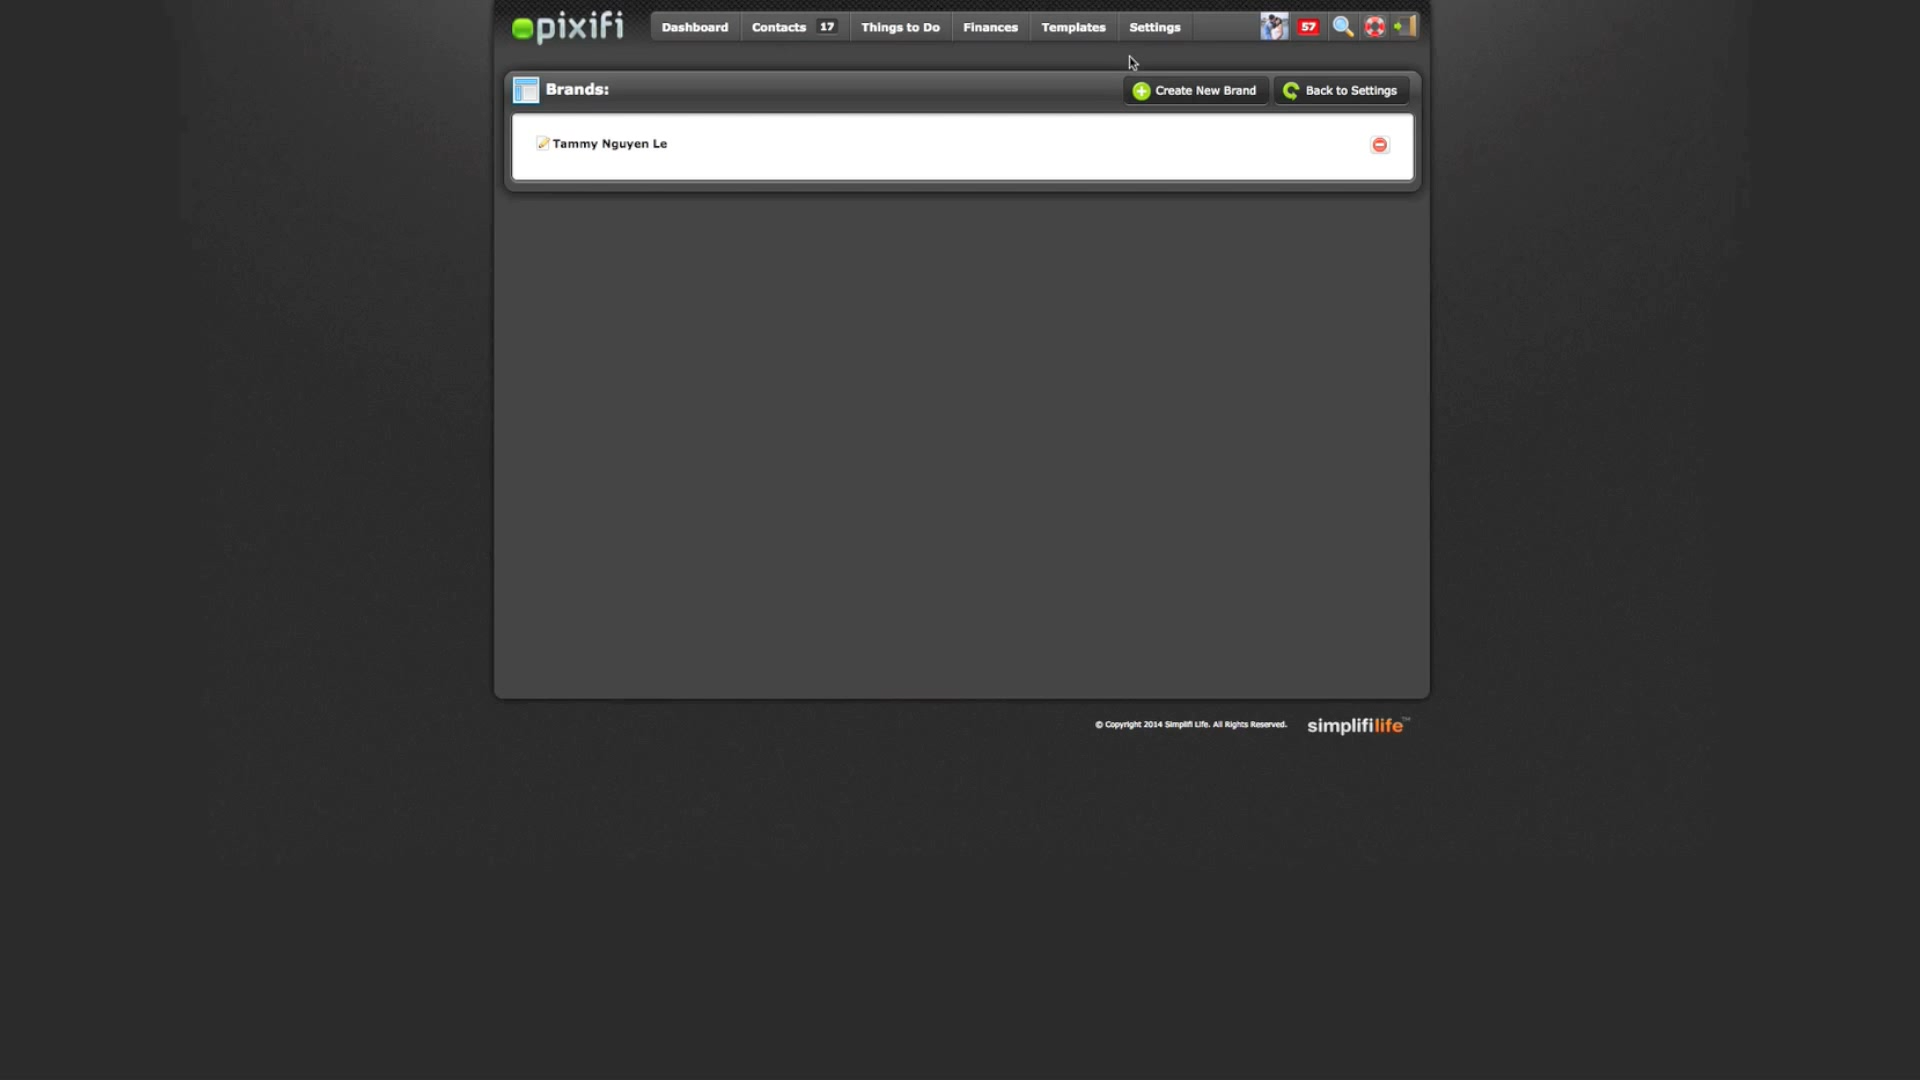 pixifi
Dashboard Contacts 17 Things to Do Finances Templates Settings 57
Brands:
Create New Brand Back to Settings
Tammy Nguyen Le
© Copyright 2014 Simplifi Life. All Rights Reserved. simplifilife™